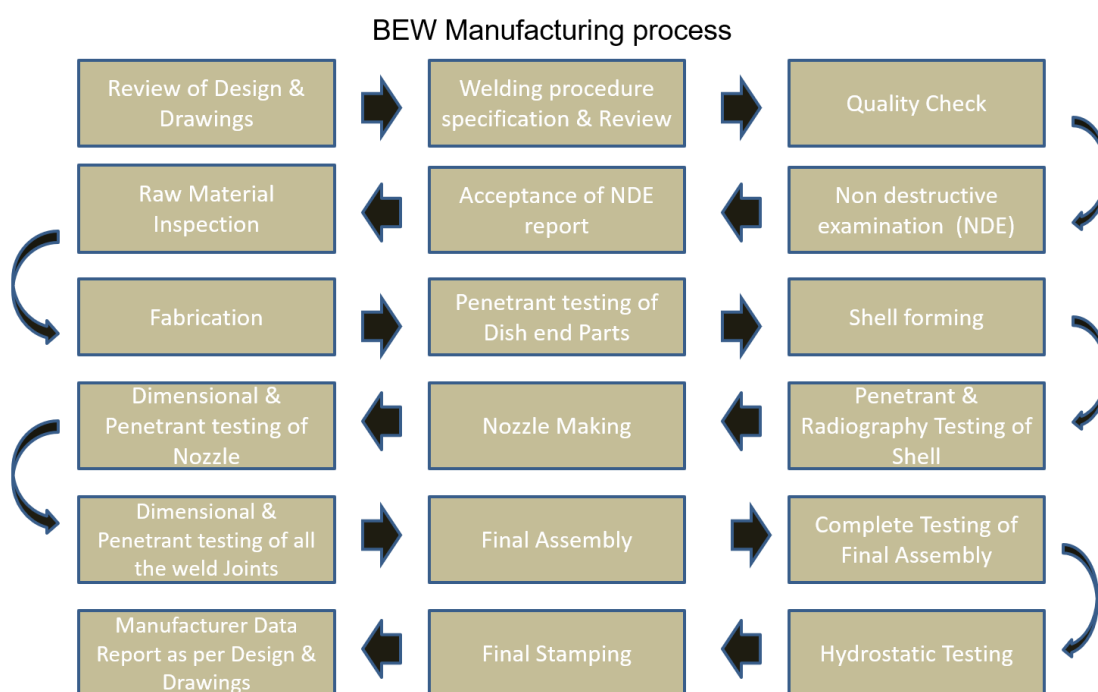 BEW Manufacturing process
Review of Design &
Drawings
Welding procedure
specification & Review
Quality Check
Raw Material
Inspection
Acceptance of NDE
report
Non destructive
examination (NDE)
Fabrication
Penetrant testing of
Dish end Parts
Shell forming
Dimensional &
Penetrant testing of
Nozzle
Nozzle Making
Penetrant &
Radiography Testing of
Shell
Dimensional &
Penetrant testing of all
the weld Joints
Final Assembly
Complete Testing of
Final Assembly
Manufacturer Data
Report as per Design &
Drawings
Final Stamping
Hydrostatic Testing